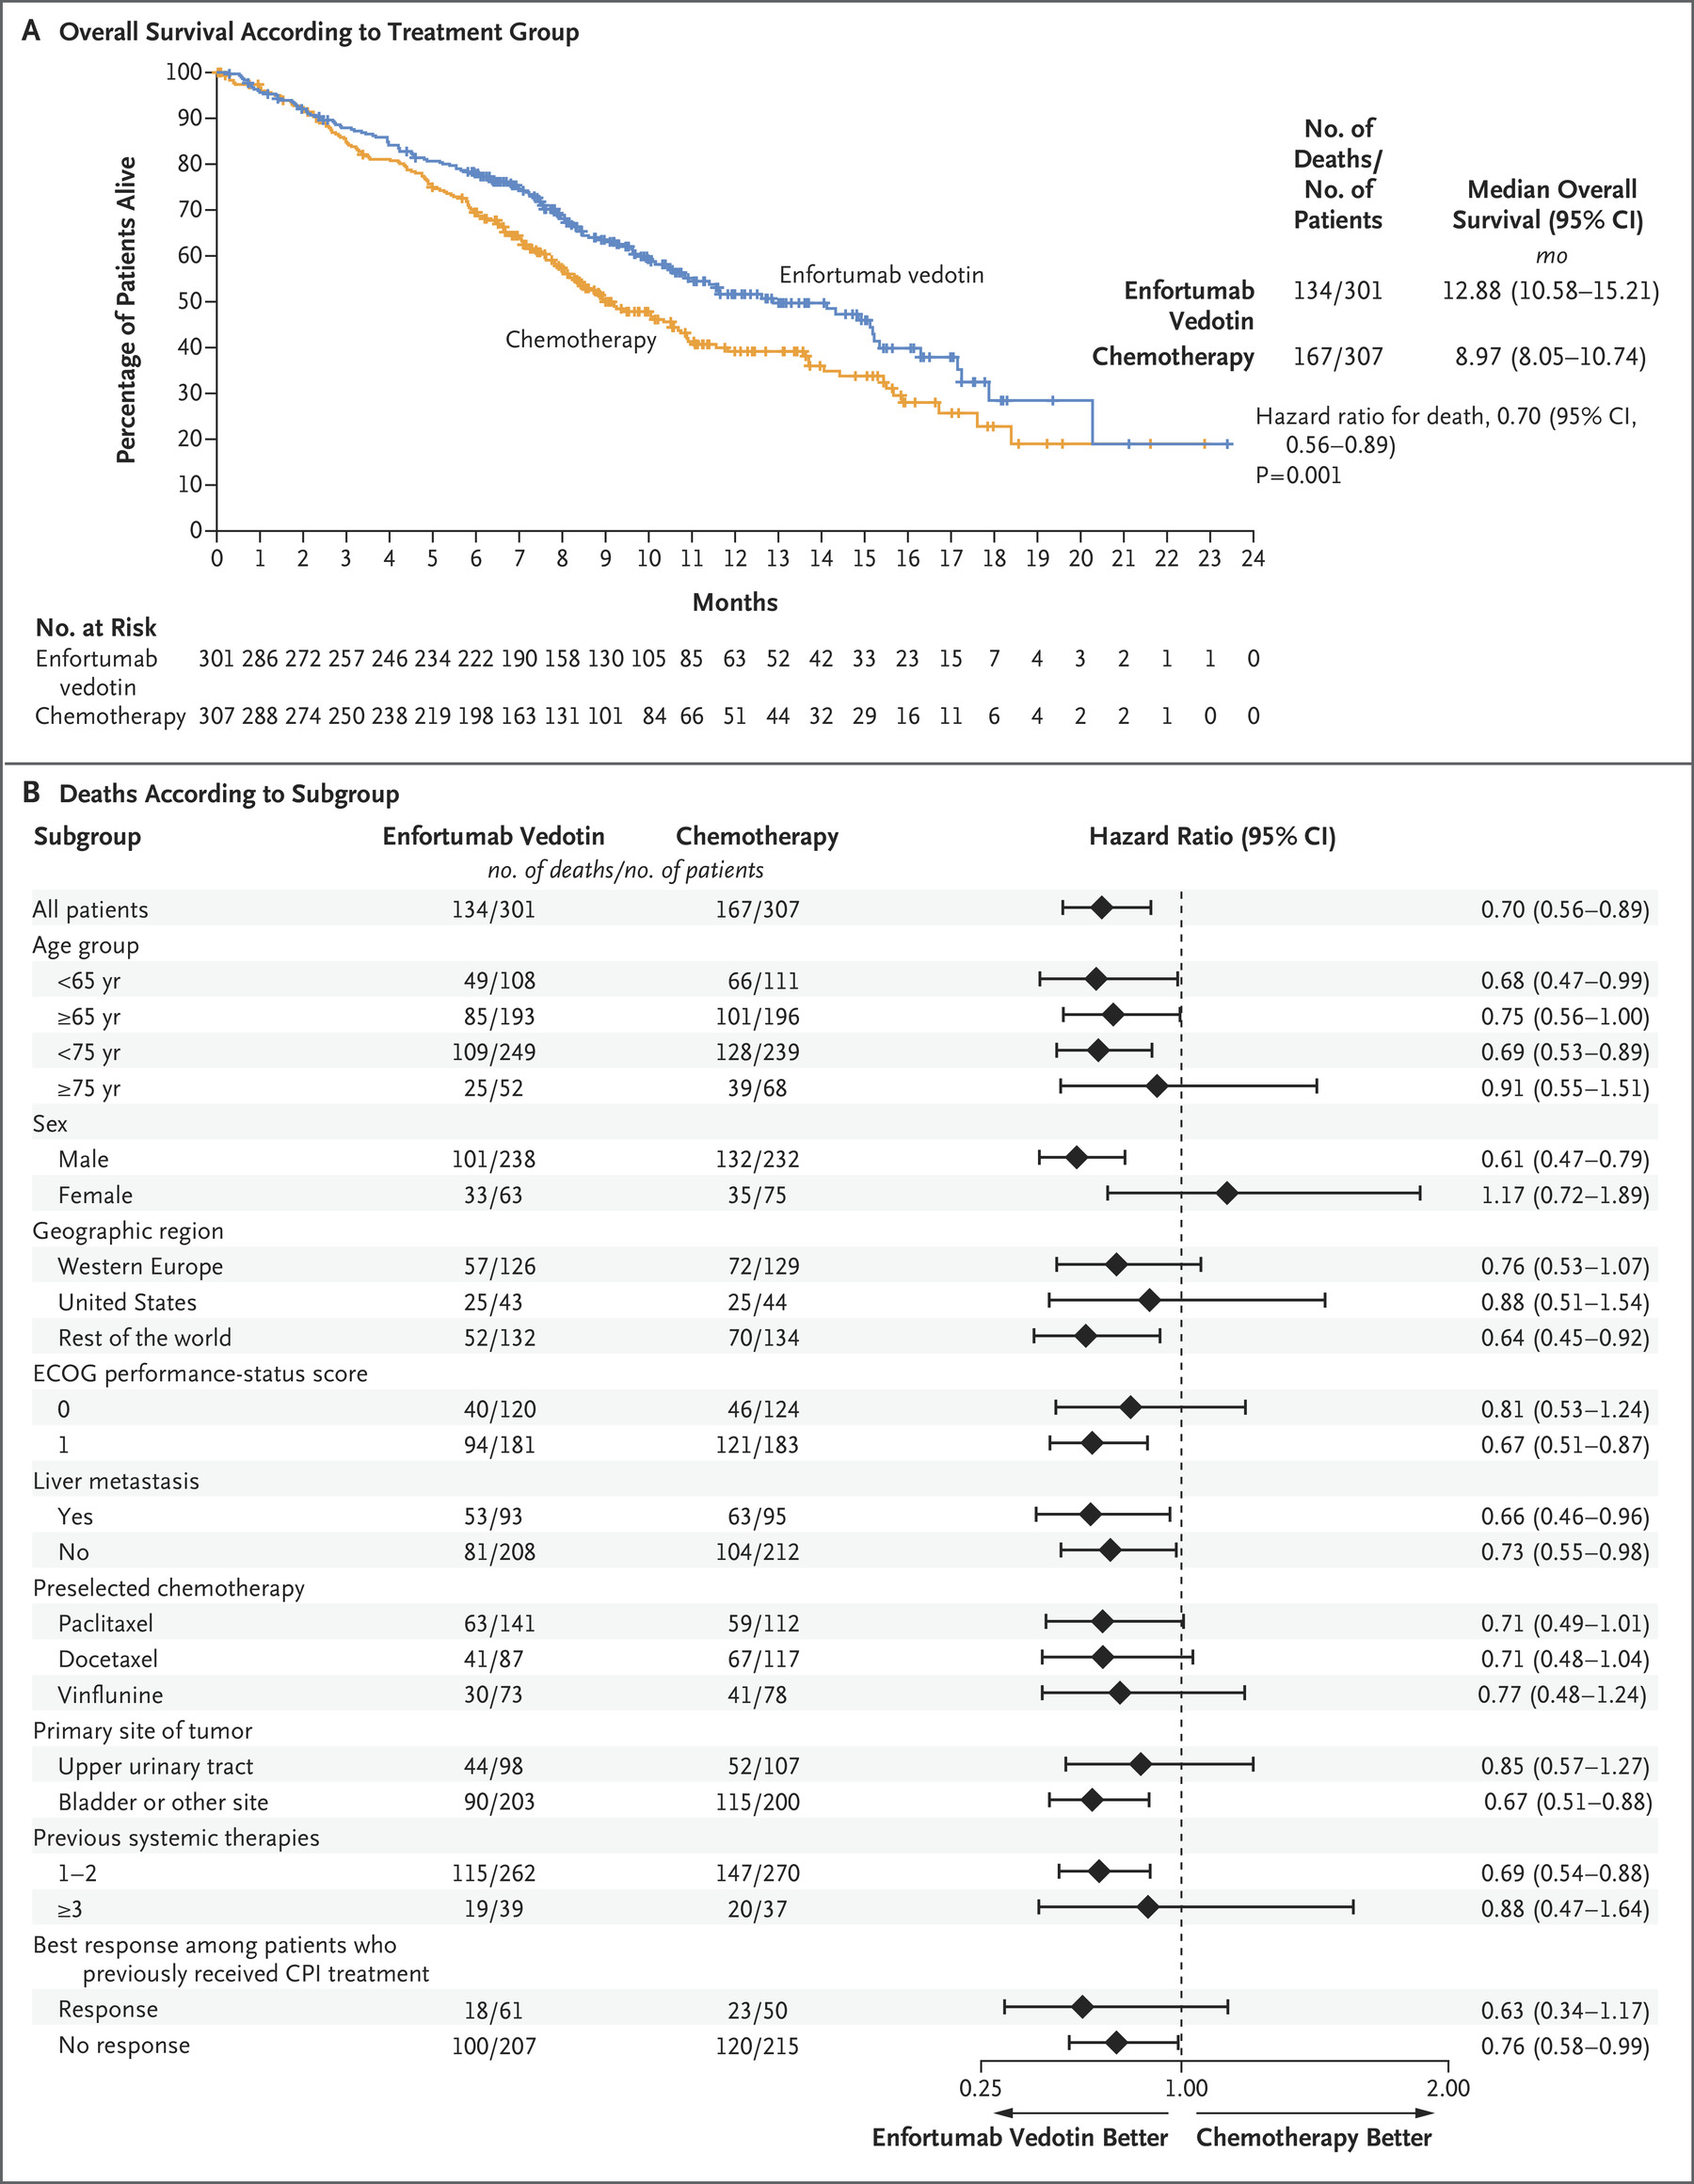 A Overall Survival According to Treatment Group
100
90
80
70
60
50
40
30
20
10
0
Percentage of Patients Alive
Enfortumab vedotin
Chemotherapy
0 1 2 3 4 5 6 7 8 9 10 11 12 13 14 15 16 17 18 19 20 21 22 23 24
Months
No. of
Deaths/
No. of
Patients
Median Overall
Survival (95% CI)
mo
Enfortumab
Vedotin
134/301 12.88 (10.58–15.21)
Chemotherapy 167/307 8.97 (8.05–10.74)
Hazard ratio for death, 0.70 (95% CI,
0.56–0.89)
P=0.001
No. at Risk
Enfortumab
vedotin
301 286 272 257 246 234 222 190 158 130 105 85 63 52 42 33 23 15 7 4 3 2 1 1 0
Chemotherapy 307 288 274 250 238 219 198 163 131 101 84 66 51 44 32 29 16 11 6 4 2 2 1 0 0
B Deaths According to Subgroup
Subgroup Enfortumab Vedotin Chemotherapy Hazard Ratio (95% CI)
no. of deaths/no. of patients
All patients 134/301 167/307 0.70 (0.56–0.89)
Age group
<65 yr 49/108 66/111 0.68 (0.47–0.99)
≥65 yr 85/193 101/196 0.75 (0.56–1.00)
<75 yr 109/249 128/239 0.69 (0.53–0.89)
≥75 yr 25/52 39/68 0.91 (0.55–1.51)
Sex
Male 101/238 132/232 0.61 (0.47–0.79)
Female 33/63 35/75 1.17 (0.72–1.89)
Geographic region
Western Europe 57/126 72/129 0.76 (0.53–1.07)
United States 25/43 25/44 0.88 (0.51–1.54)
Rest of the world 52/132 70/134 0.64 (0.45–0.92)
ECOG performance-status score
0 40/120 46/124 0.81 (0.53–1.24)
1 94/181 121/183 0.67 (0.51–0.87)
Liver metastasis
Yes 53/93 63/95 0.66 (0.46–0.96)
No 81/208 104/212 0.73 (0.55–0.98)
Preselected chemotherapy
Paclitaxel 63/141 59/112 0.71 (0.49–1.01)
Docetaxel 41/87 67/117 0.71 (0.48–1.04)
Vinflunine 30/73 41/78 0.77 (0.48–1.24)
Primary site of tumor
Upper urinary tract 44/98 52/107 0.85 (0.57–1.27)
Bladder or other site 90/203 115/200 0.67 (0.51–0.88)
Previous systemic therapies
1–2 115/262 147/270 0.69 (0.54–0.88)
≥3 19/39 20/37 0.88 (0.47–1.64)
Best response among patients who
previously received CPI treatment
Response 18/61 23/50 0.63 (0.34–1.17)
No response 100/207 120/215 0.76 (0.58–0.99)
0.25 1.00 2.00
Enfortumab Vedotin Better Chemotherapy Better